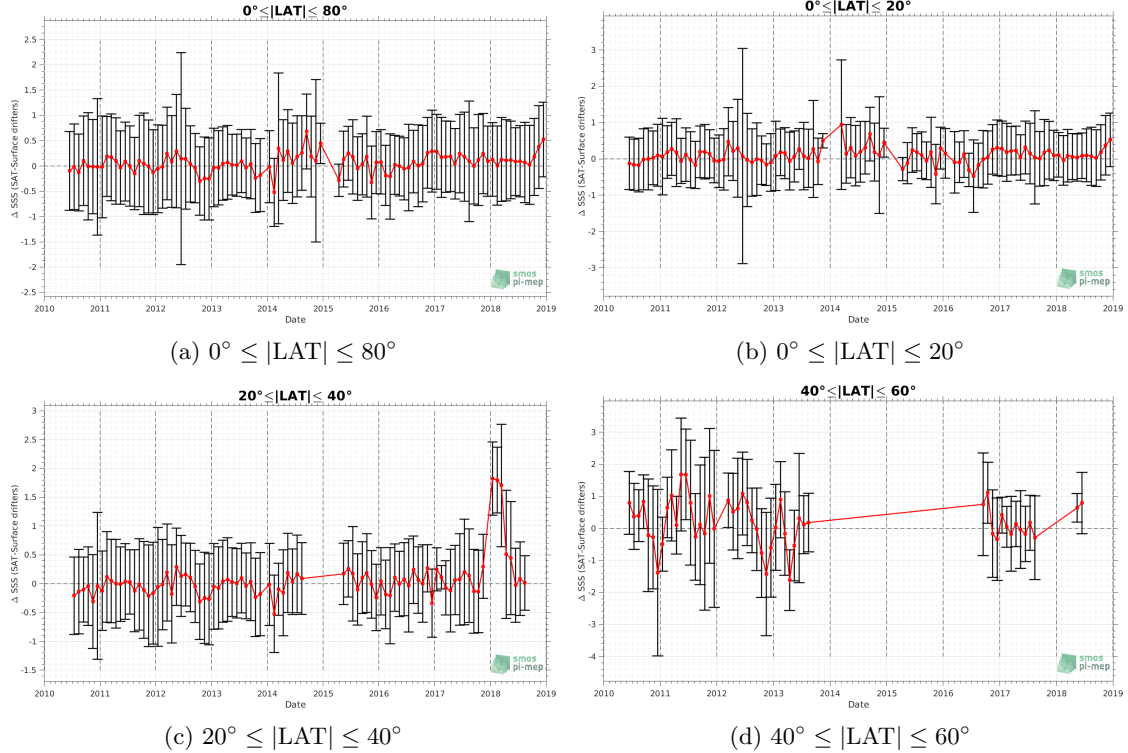 0°≤|LAT|≤ 80°
Δ SSS (SAT-Surface drifters)
2.5
2
1.5
1
0.5
0
-0.5
-1
-1.5
-2
-2.5
2010 2011 2012 2013 2014 2015 2016 2017 2018 2019
Date
smos
pi-mep
(a) 0° ≤ |LAT| ≤ 80°
0°≤|LAT|≤ 20°
Δ SSS (SAT-Surface drifters)
3
2
1
0
-1
-2
-3
2010 2011 2012 2013 2014 2015 2016 2017 2018 2019
Date
smos
pi-mep
(b) 0° ≤ |LAT| ≤ 20°
20°≤|LAT|≤ 40°
Δ SSS (SAT-Surface drifters)
3
2.5
2
1.5
1
0.5
0
-0.5
-1
-1.5
2010 2011 2012 2013 2014 2015 2016 2017 2018 2019
Date
smos
pi-mep
(c) 20° ≤ |LAT| ≤ 40°
40°≤|LAT|≤ 60°
Δ SSS (SAT-Surface drifters)
3
2
1
0
-1
-2
-3
-4
2010 2011 2012 2013 2014 2015 2016 2017 2018 2019
Date
smos
pi-mep
(d) 40° ≤ |LAT| ≤ 60°